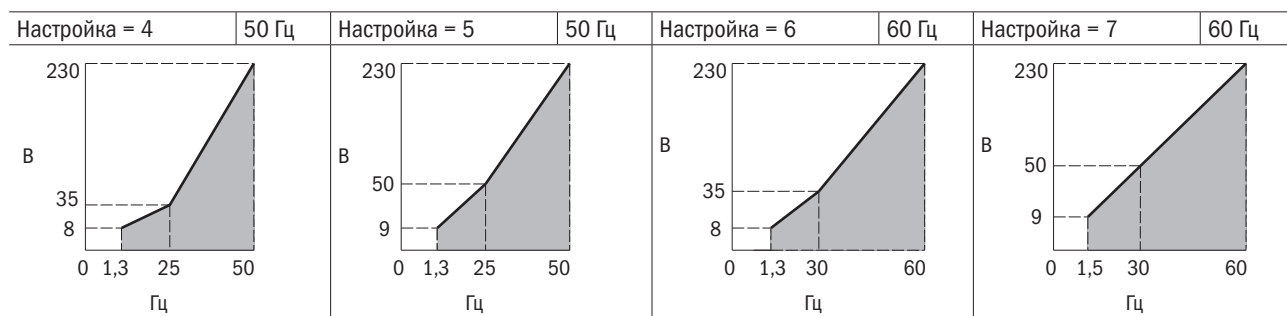 Настройка = 4 50 Гц
230
В
35
8
0 1,3 25 50
Гц
Настройка = 5 50 Гц
230
В
50
9
0 1,3 25 50
Гц
Настройка = 6 60 Гц
230
В
35
8
0 1,3 30 60
Гц
Настройка = 7 60 Гц
230
В
50
9
0 1,5 30 60
Гц